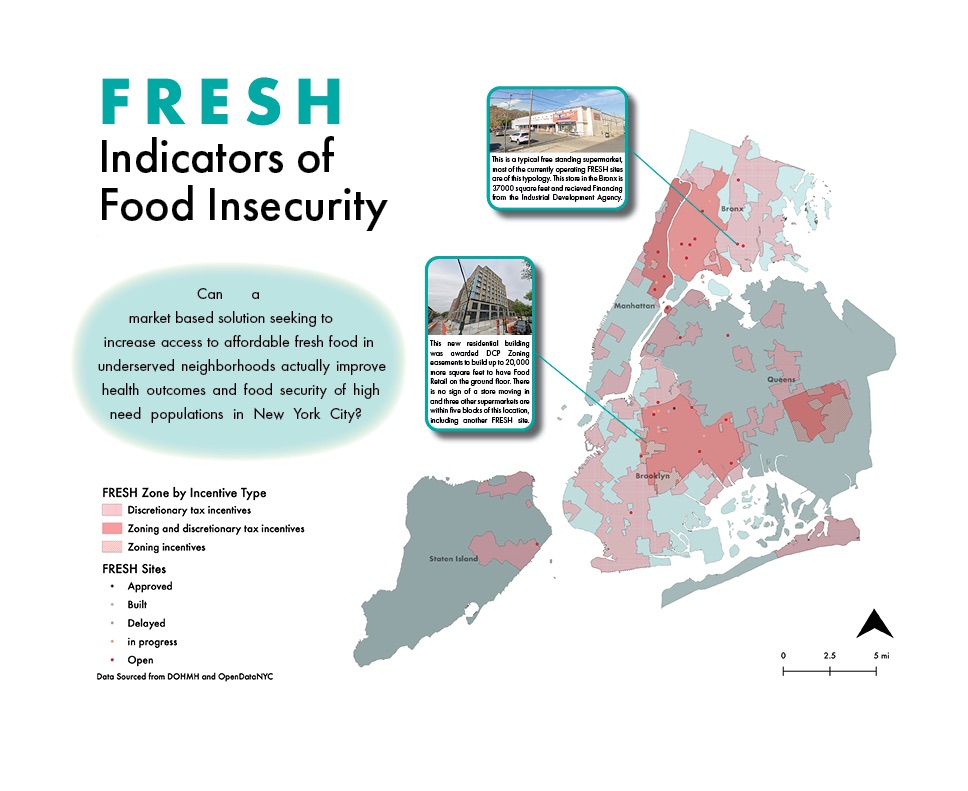 FRESH
Indicators of
Food Insecurity
Can a
market based solution seeking to
increase access to affordable fresh food in
underserved neighborhoods actually improve
health outcomes and food security of high
need populations in New York City?
This is a typical free standing supermarket,
most of the currently operating FRESH sites
are of this typology. This store in the Bronx is
37000 square feet and recieved Financing
from the Industrial Development Agency.
This new residential building
was awarded DCP Zoning
easements to build up to 20,000
more square feet to have Food
Retail on the ground floor. There
is no sign of a store moving in
and three other supermarkets are
within five blocks of this location,
including another FRESH site.
Bronx
Manhattan
Queens
Brooklyn
Staten Island
FRESH Zone by Incentive Type
Discretionary tax incentives
Zoning and discretionary tax incentives
Zoning incentives
FRESH Sites
Approved
Built
Delayed
in progress
Open
Data Sourced from DOHMH and OpenDataNYC
0 2.5 5 mi